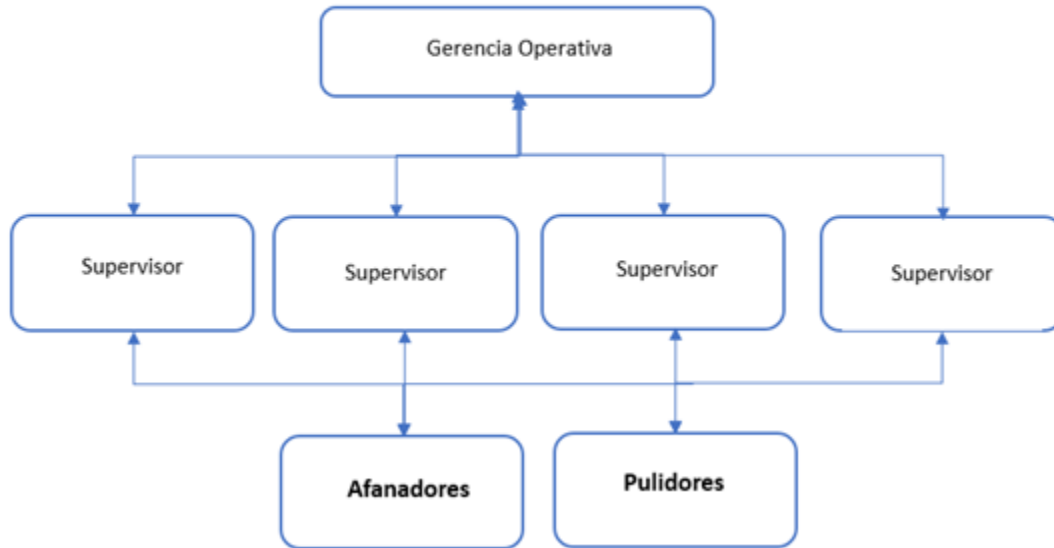 Gerencia Operativa
Supervisor
Supervisor
Supervisor
Supervisor
Afanadores
Pulidores